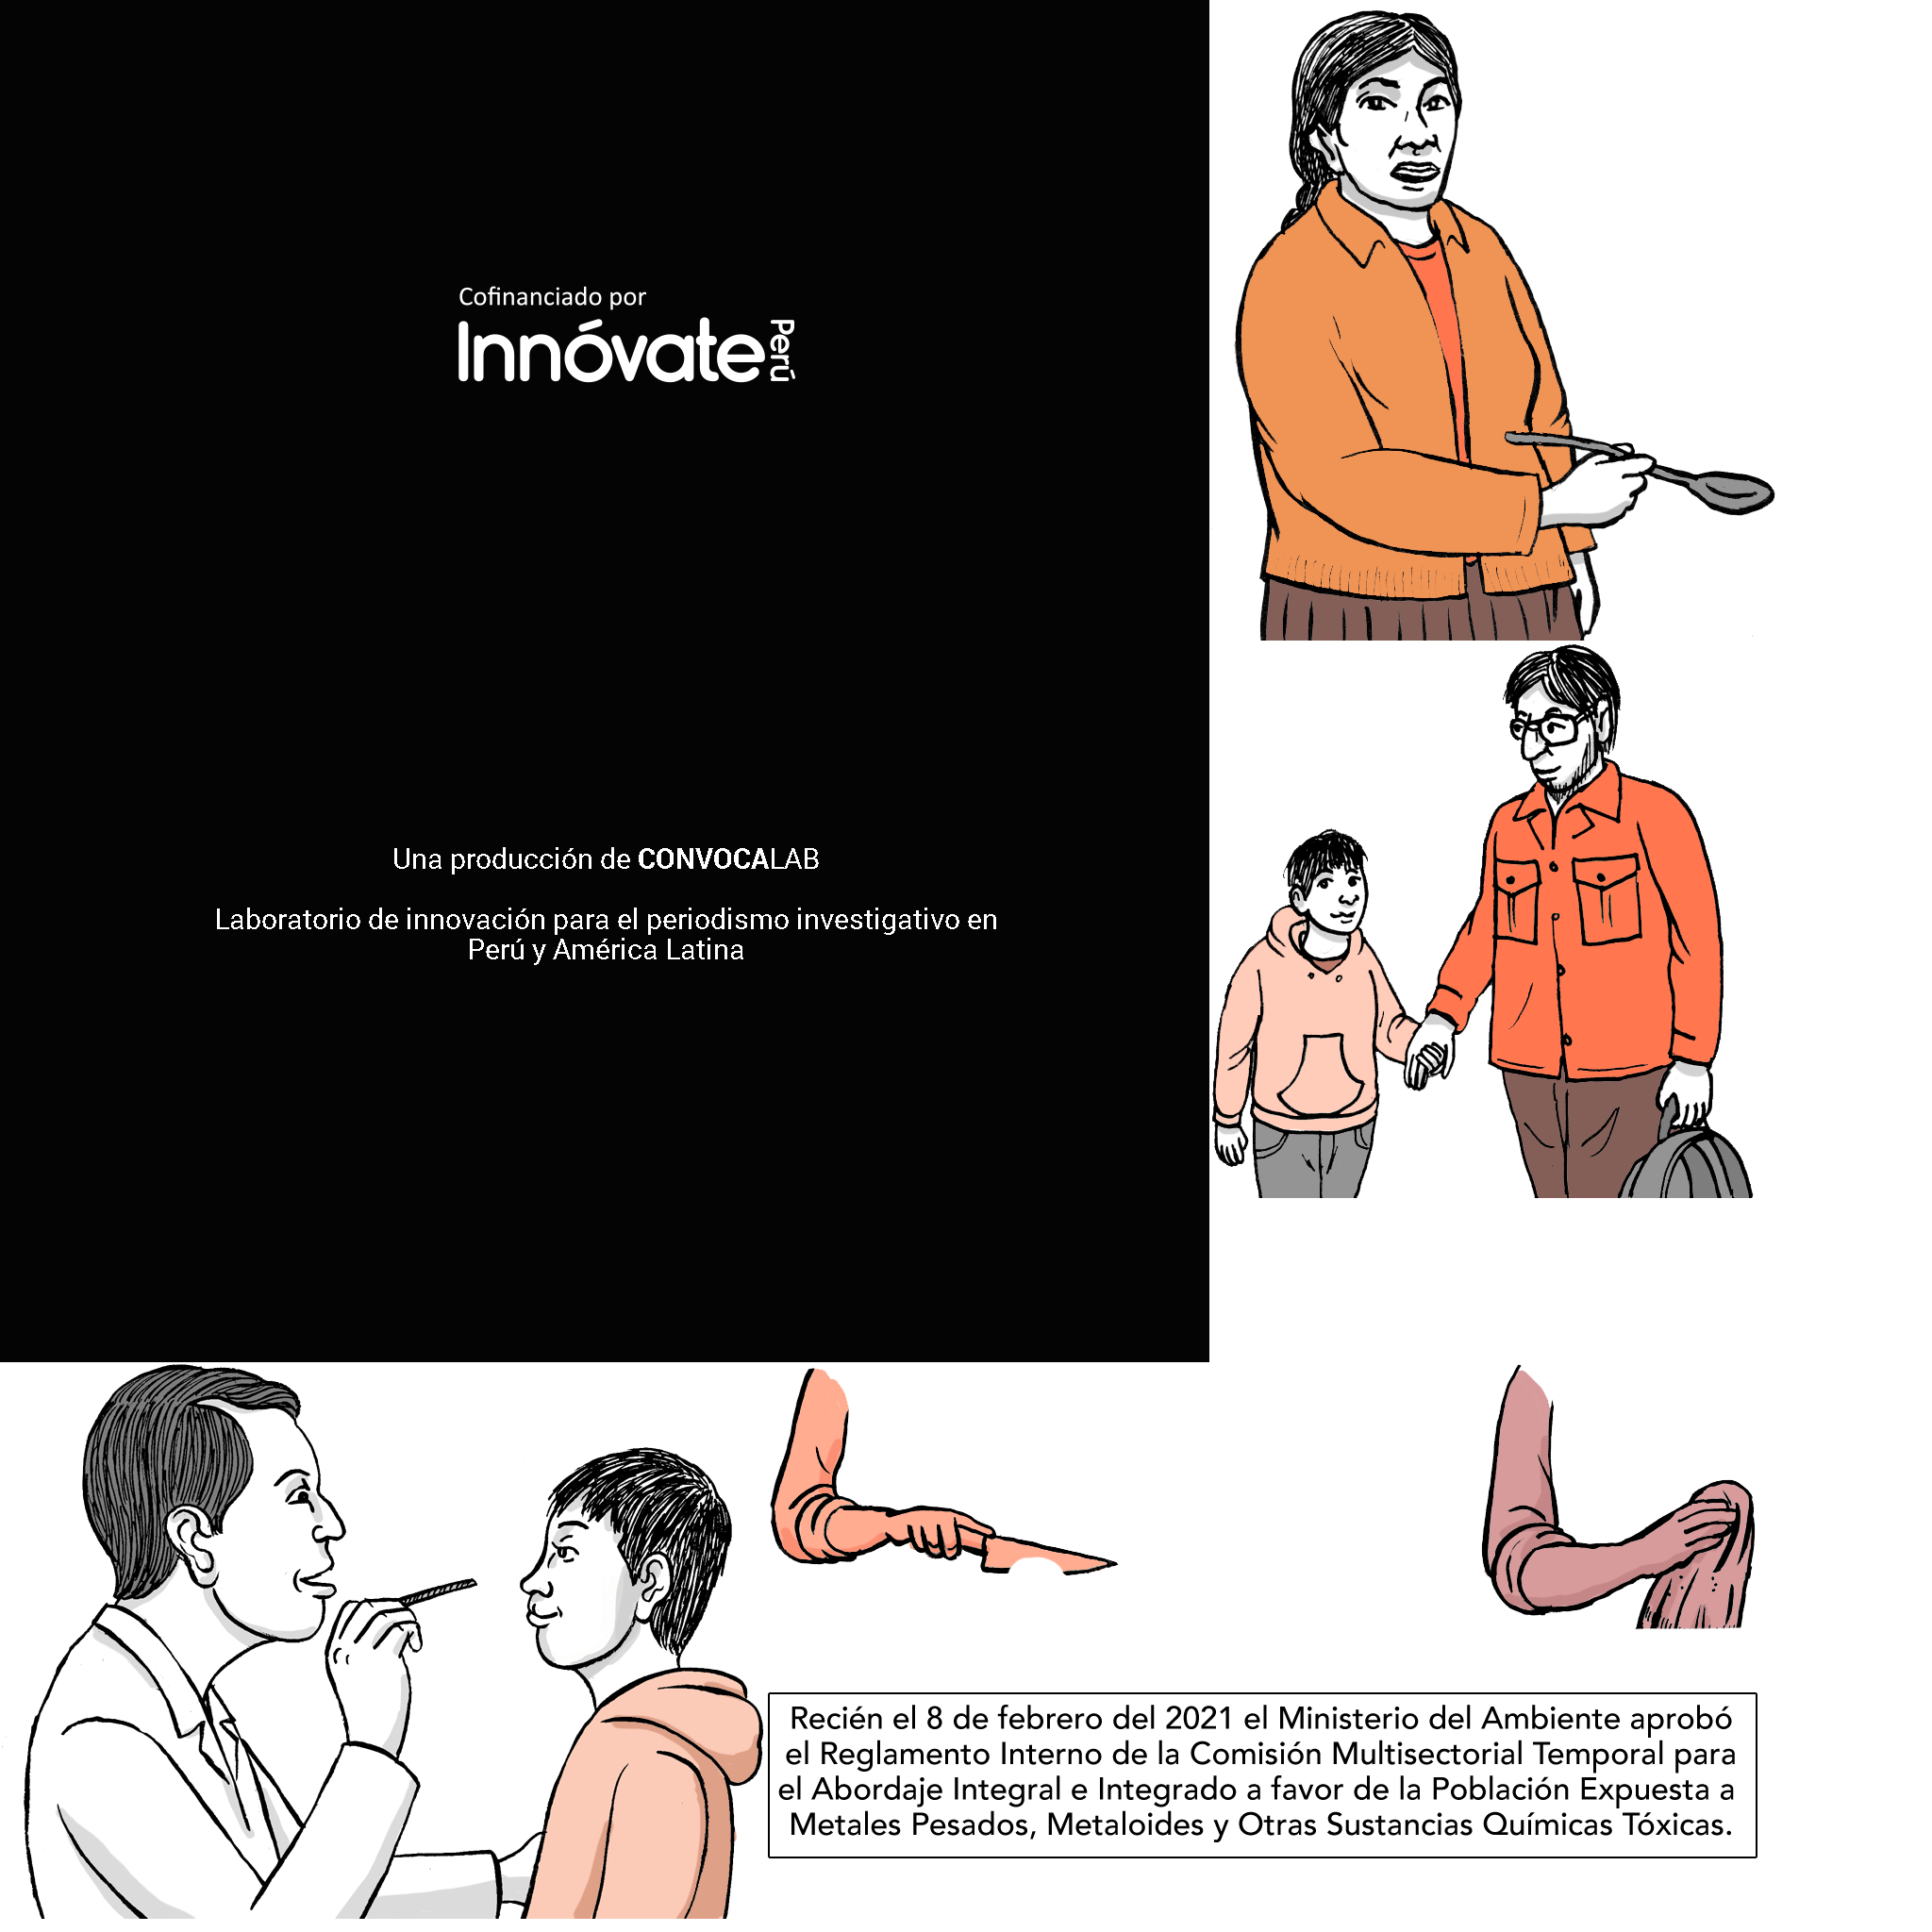 Cofinanciado por
Innóvate Perú
Una producción de CONVOCALAB
Laboratorio de innovación para el periodismo investigativo en
Perú y América Latina
Recién el 8 de febrero del 2021 el Ministerio del Ambiente aprobó
el Reglamento Interno de la Comisión Multisectorial Temporal para
el Abordaje Integral e Integrado a favor de la Población Expuesta a
Metales Pesados, Metaloides y Otras Sustancias Químicas Tóxicas.